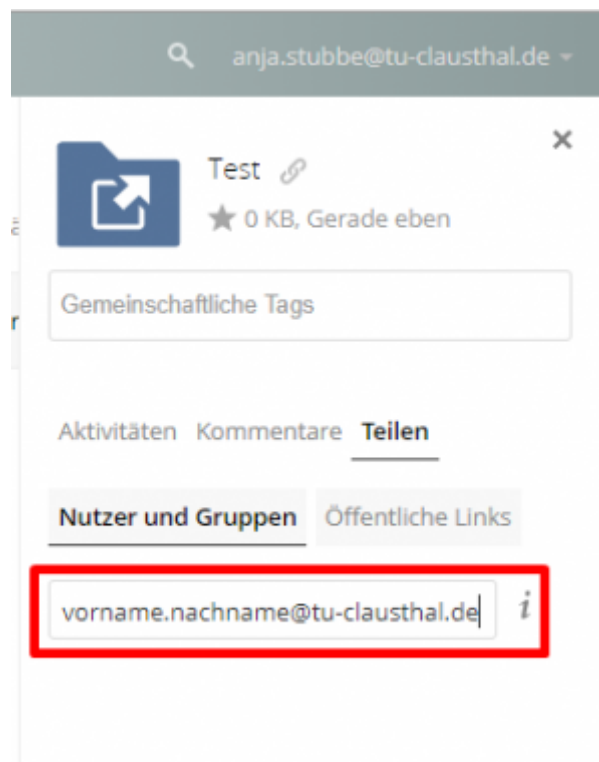 anja.stubbe@tu-clausthal.de
Test
0 KB, Gerade eben
Gemeinschaftliche Tags
Aktivitäten Kommentare Teilen
Nutzer und Gruppen Öffentliche Links
vorname.nachname@tu-clausthal.de i